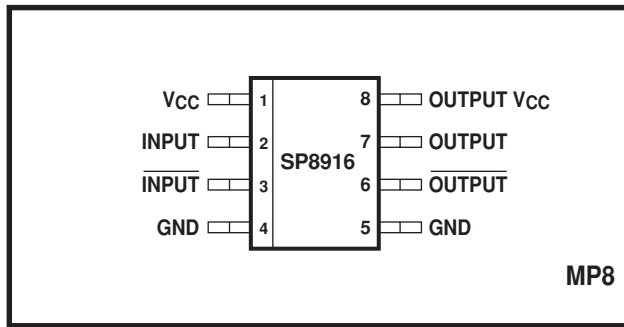 VCC 1 8 OUTPUT VCC
INPUT 2 7 OUTPUT
SP8916
INPUT 3 6 OUTPUT
GND 4 5 GND
MP8